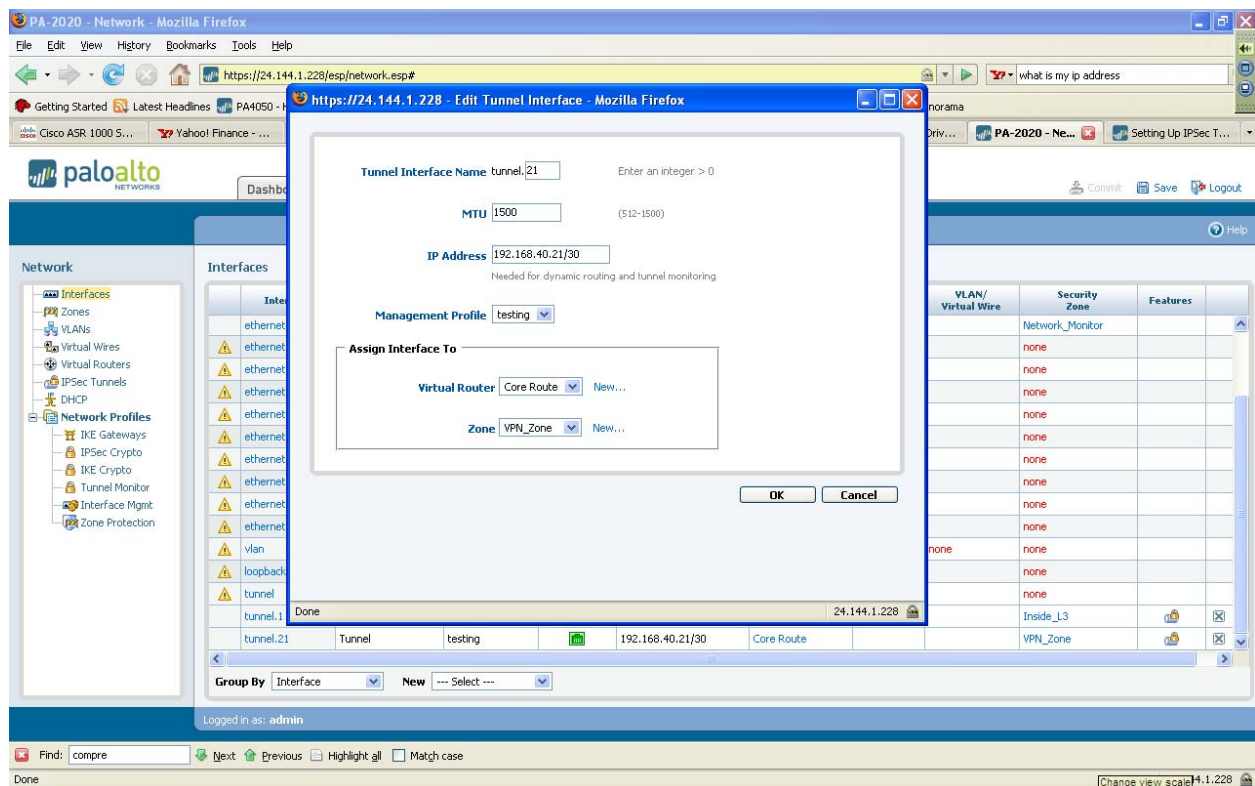 PA-2020 - Network - Mozilla Firefox
File Edit View History Bookmarks Tools Help
https://24.144.1.228/esp/network.esp#
what is my ip address
Getting Started Latest Headlines PA4050 - H
norama
Cisco ASR 1000 S... Yahoo! Finance - ... Driv... PA-2020 - Ne... Setting Up IPSec T...
paloalto
NETWORKS
Dashbo
Commit Save Logout
Help
Network
Interfaces
Zones
VLANs
Virtual Wires
Virtual Routers
IPSec Tunnels
DHCP
Network Profiles
IKE Gateways
IPSec Crypto
IKE Crypto
Tunnel Monitor
Interface Mgmt
Zone Protection
Interfaces
Inter VLAN/ Virtual Wire Security Zone Features
ethernet Network_Monitor
ethernet none
ethernet none
ethernet none
ethernet none
ethernet none
ethernet none
ethernet none
ethernet none
ethernet none
vlan none none
loopback none
tunnel none
tunnel.1 Inside_L3
tunnel.21 Tunnel testing 192.168.40.21/30 Core Route VPN_Zone
Group By Interface New --- Select ---
Logged in as: admin
https://24.144.1.228 - Edit Tunnel Interface - Mozilla Firefox
Tunnel Interface Name tunnel. 21 Enter an integer > 0
MTU 1500 (512-1500)
IP Address 192.168.40.21/30
Needed for dynamic routing and tunnel monitoring
Management Profile testing
Assign Interface To
Virtual Router Core Route New...
Zone VPN_Zone New...
OK Cancel
Done 24.144.1.228
Find: compre Next Previous Highlight all Match case
Done Change view scale 4.1.228